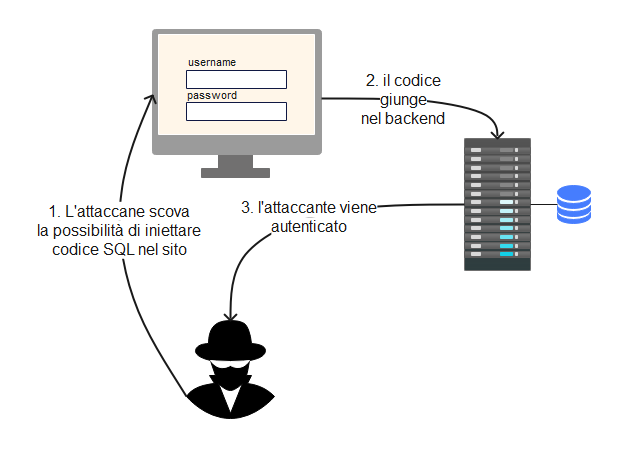 username
password
2. il codice
giunge
nel backend
1. L'attaccane scova
la possibilità di iniettare
codice SQL nel sito
3. l'attaccante viene
autenticato